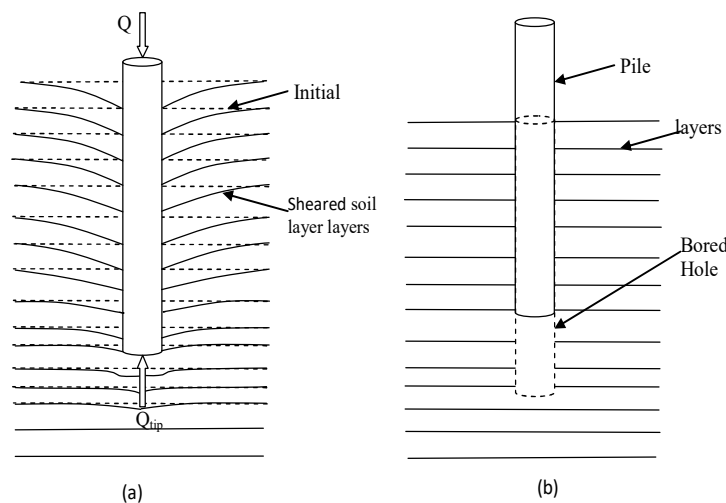 Q
Initial
Sheared soil
layer layers
Qtip
(a)
Pile
layers
Bored
Hole
(b)